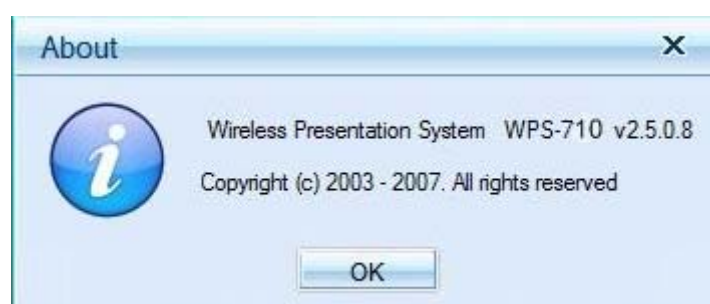 About
Wireless Presentation System WPS-710 v2.5.0.8
Copyright (c) 2003 - 2007. All rights reserved
OK